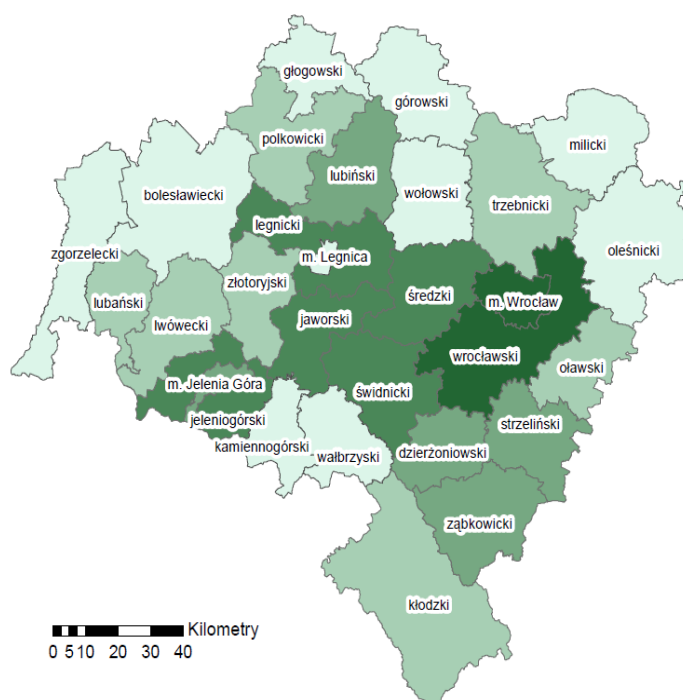 głogowski
górowski
polkowicki
milicki
lubiński
bolesławiecki
wołowski
trzebnicki
legnicki
zgorzelecki
m. Legnica
oleśnicki
złotoryjski
średzki
m. Wrocław
lubański
lwówecki
jaworski
wrocławski
oławski
m. Jelenia Góra
świdnicki
jeleniogórski
strzeliński
kamiennogórski
wałbrzyski
dzierżoniowski
ząbkowicki
kłodzki
Kilometry
0 5 10 20 30 40